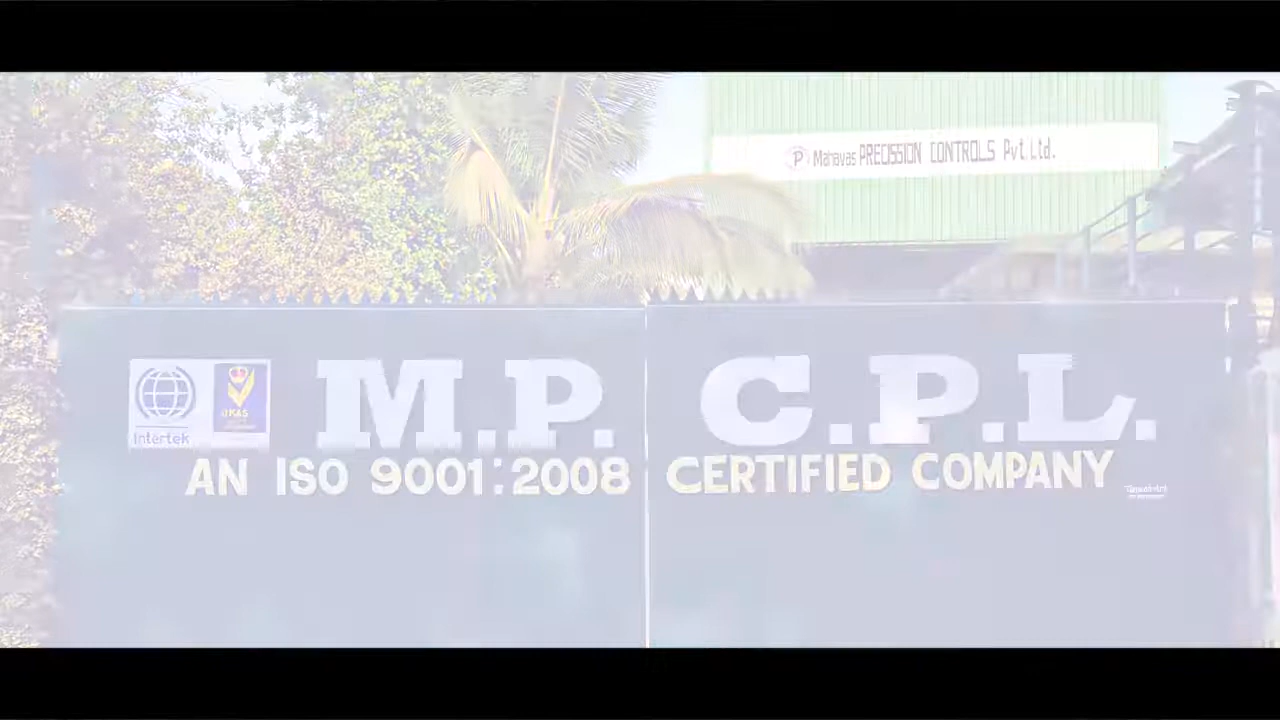 P Mahavas PRECISSION CONTROLS Pvt.Ltd.
M.P. C.P.L.
Intertek
UKAS
AN ISO 9001:2008 CERTIFIED COMPANY